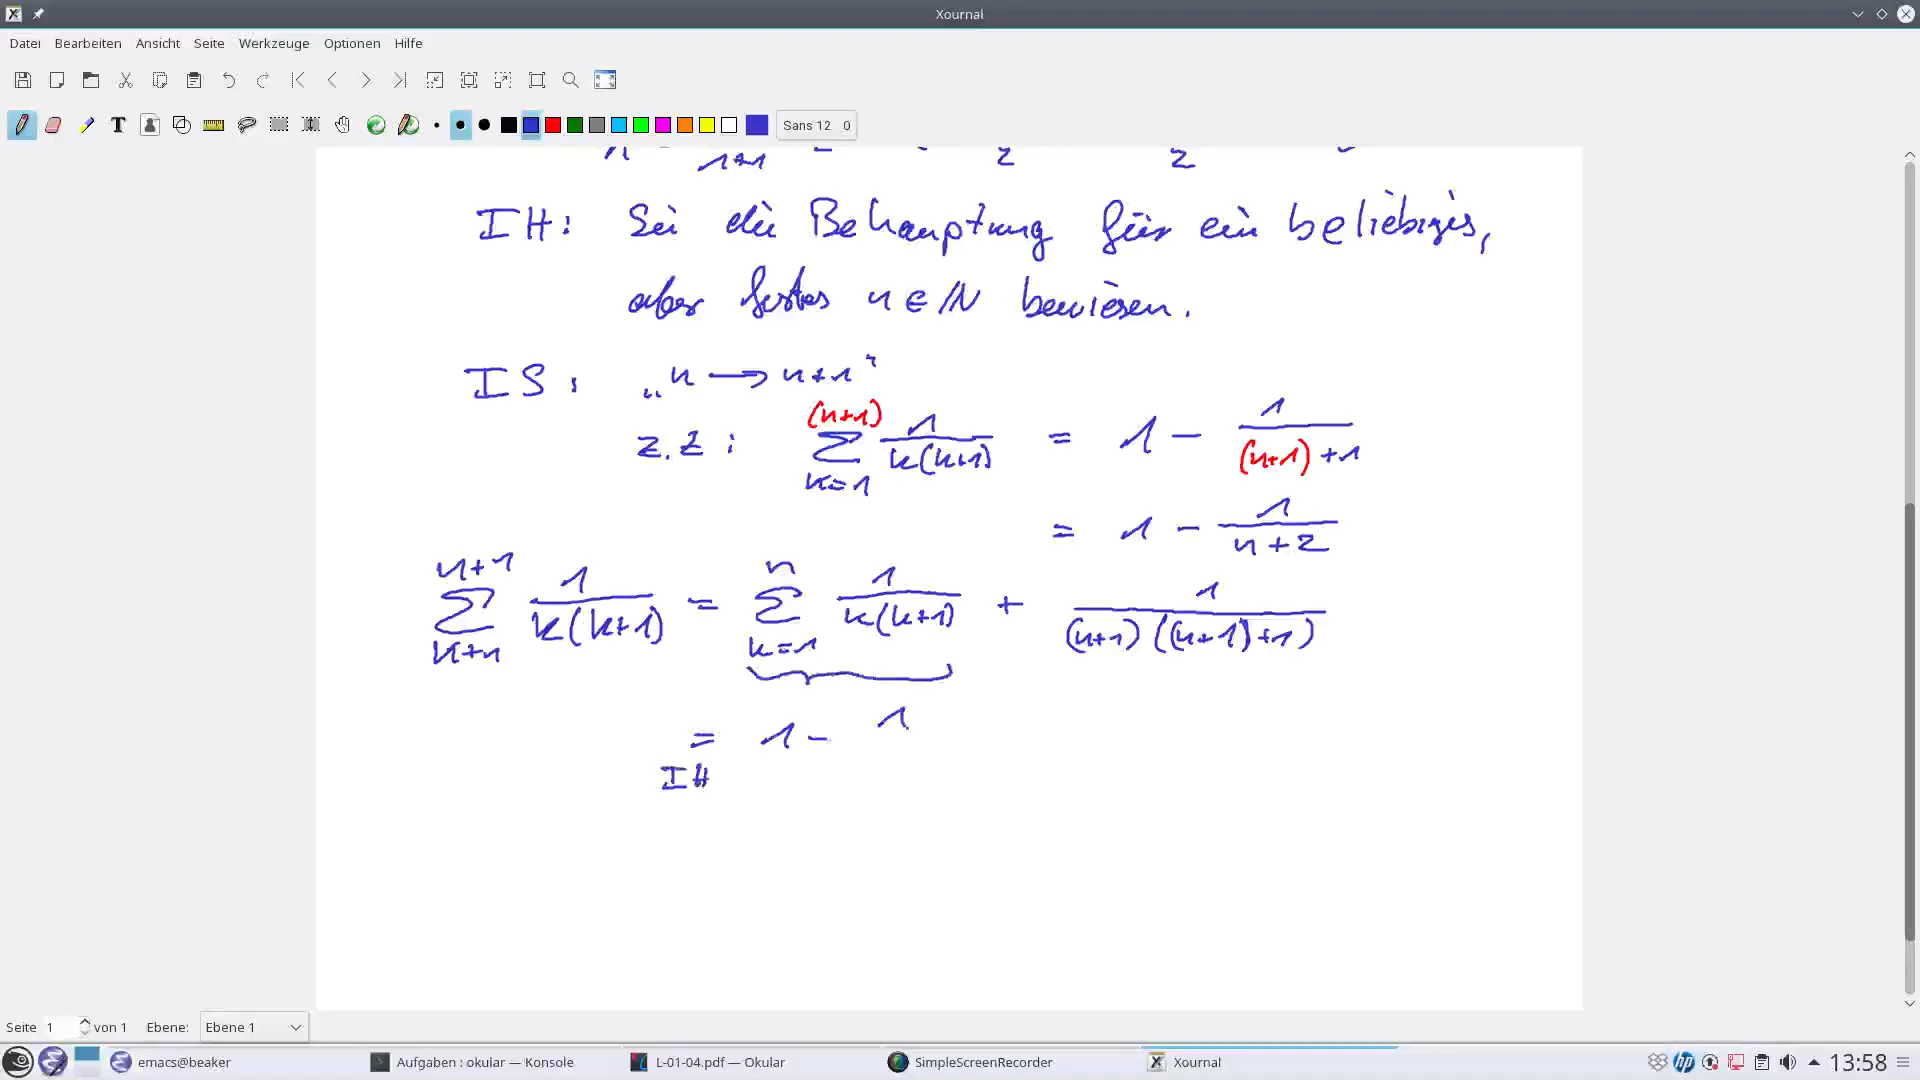 Xournal
Datei Bearbeiten Ansicht Seite Werkzeuge Optionen Hilfe
Sans 12 0
1+1 2 2
IH: Sei die Behauptung für ein beliebiges,
aber festes n ∈ ℕ bewiesen.
IS: „n → n+1"
z.z: ∑_{k=1}^{(n+1)} 1/(k(k+1)) = 1 - 1/((n+1)+1)
= 1 - 1/(n+2)
∑_{k+n}^{n+1} 1/(k(k+1)) = ∑_{k=1}^{n} 1/(k(k+1)) + 1/((n+1)((n+1)+1))
= 1 - 1
IH
Seite 1 von 1 Ebene: Ebene 1
emacs@beaker Aufgaben : okular — Konsole L-01-04.pdf — Okular SimpleScreenRecorder Xournal 13:58